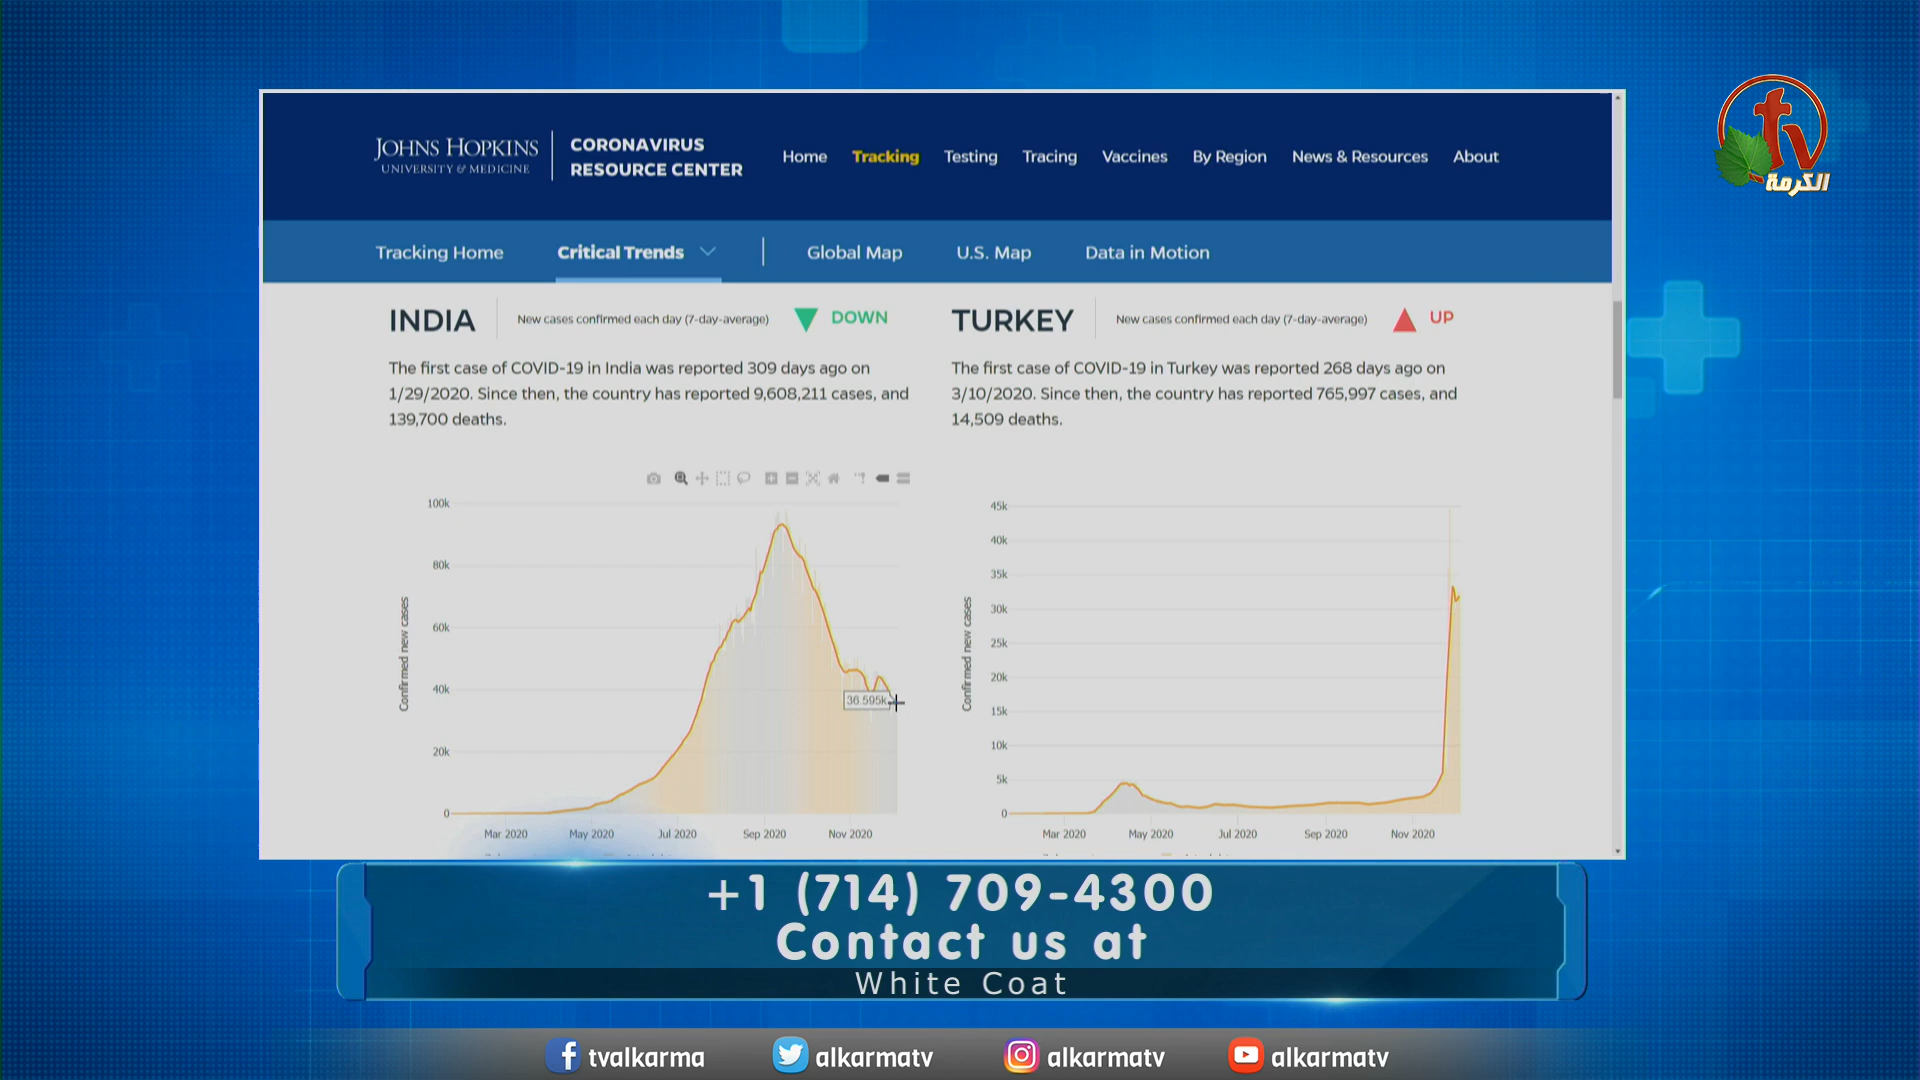 tv
الكرمة
JOHNS HOPKINS
UNIVERSITY & MEDICINE
CORONAVIRUS
RESOURCE CENTER
Home
Tracking
Testing
Tracing
Vaccines
By Region
News & Resources
About
Tracking Home
Critical Trends
Global Map
U.S. Map
Data in Motion
INDIA
New cases confirmed each day (7-day-average)
DOWN
The first case of COVID-19 in India was reported 309 days ago on
1/29/2020. Since then, the country has reported 9,608,211 cases, and
139,700 deaths.
100k
80k
60k
40k
20k
0
Confirmed new cases
36.595k
Mar 2020
May 2020
Jul 2020
Sep 2020
Nov 2020
TURKEY
New cases confirmed each day (7-day-average)
UP
The first case of COVID-19 in Turkey was reported 268 days ago on
3/10/2020. Since then, the country has reported 765,997 cases, and
14,509 deaths.
45k
40k
35k
30k
25k
20k
15k
10k
5k
0
Confirmed new cases
Mar 2020
May 2020
Jul 2020
Sep 2020
Nov 2020
+1 (714) 709-4300
Contact us at
White Coat
tvalkarma
alkarmatv
alkarmatv
alkarmatv